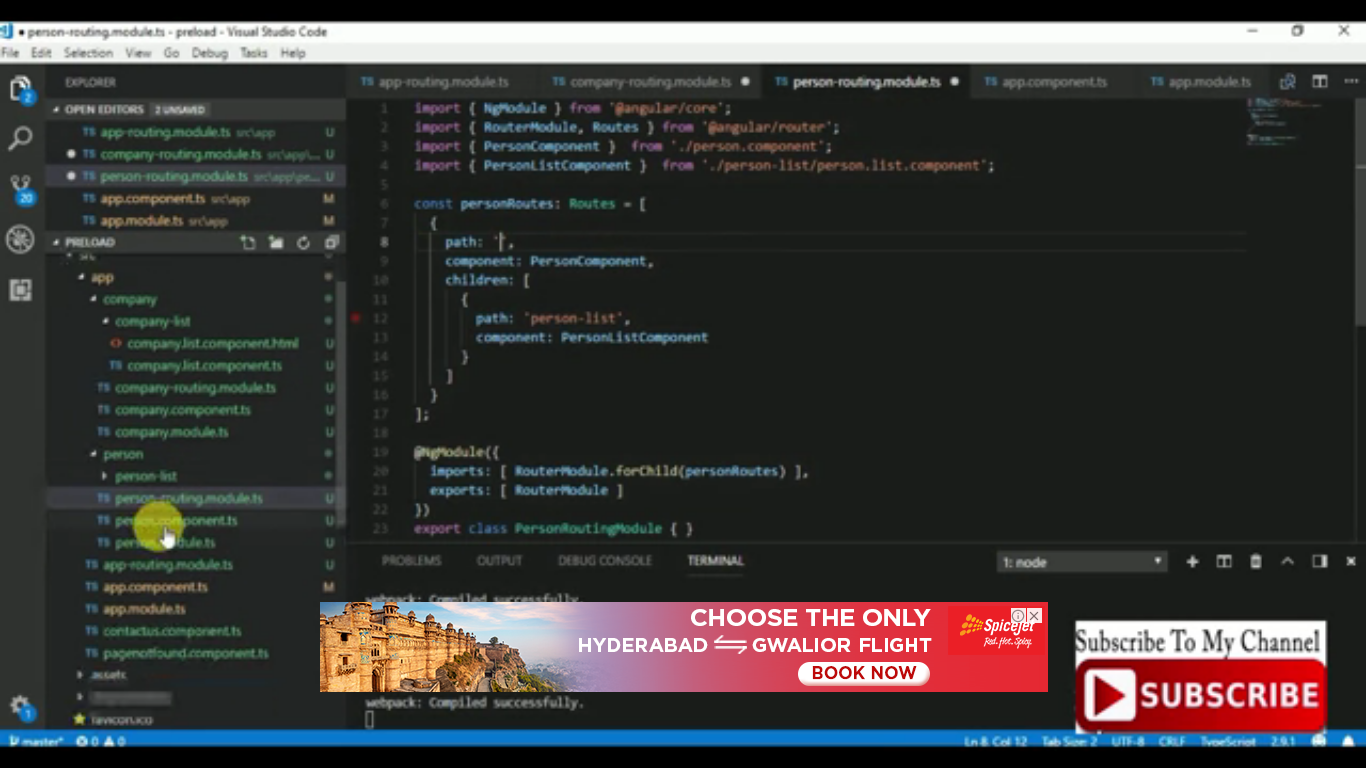 person-routing.module.ts - preload - Visual Studio Code
File Edit Selection View Go Debug Tasks Help
EXPLORER
OPEN EDITORS 2 UNSAVED
TS app-routing.module.ts src\app U
TS company-routing.module.ts src\app\... U
TS person-routing.module.ts src\app\pe... U
TS app.component.ts src\app M
TS app.module.ts src\app M
PRELOAD
src
app
company
company-list
company.list.component.html U
TS company.list.component.ts U
TS company-routing.module.ts U
TS company.component.ts U
TS company.module.ts U
person
person-list
TS person-routing.module.ts U
TS person.component.ts U
TS person.module.ts U
TS app-routing.module.ts U
TS app.component.ts M
TS app.module.ts
TS contactus.component.ts
TS pagenotfound.component.ts
assets
favicon.ico
2
20
1
TS app-routing.module.ts TS company-routing.module.ts TS person-routing.module.ts TS app.component.ts TS app.module.ts
1 import { NgModule } from '@angular/core';
2 import { RouterModule, Routes } from '@angular/router';
3 import { PersonComponent } from './person.component';
4 import { PersonListComponent } from './person-list/person.list.component';
5
6 const personRoutes: Routes = [
7 {
8 path: '',
9 component: PersonComponent,
10 children: [
11 {
12 path: 'person-list',
13 component: PersonListComponent
14 }
15 ]
16 }
17 ];
18
19 @NgModule({
20 imports: [ RouterModule.forChild(personRoutes) ],
21 exports: [ RouterModule ]
22 })
23 export class PersonRoutingModule { }
PROBLEMS OUTPUT DEBUG CONSOLE TERMINAL 1: node
webpack: Compiled successfully.
CHOOSE THE ONLY
HYDERABAD GWALIOR FLIGHT
BOOK NOW
SpiceJet
Red. Hot. Spicy.
webpack: Compiled successfully.
Subscribe To My Channel
SUBSCRIBE
master* 0 0 Ln 8, Col 12 Tab Size: 2 UTF-8 CRLF TypeScript 2.9.1